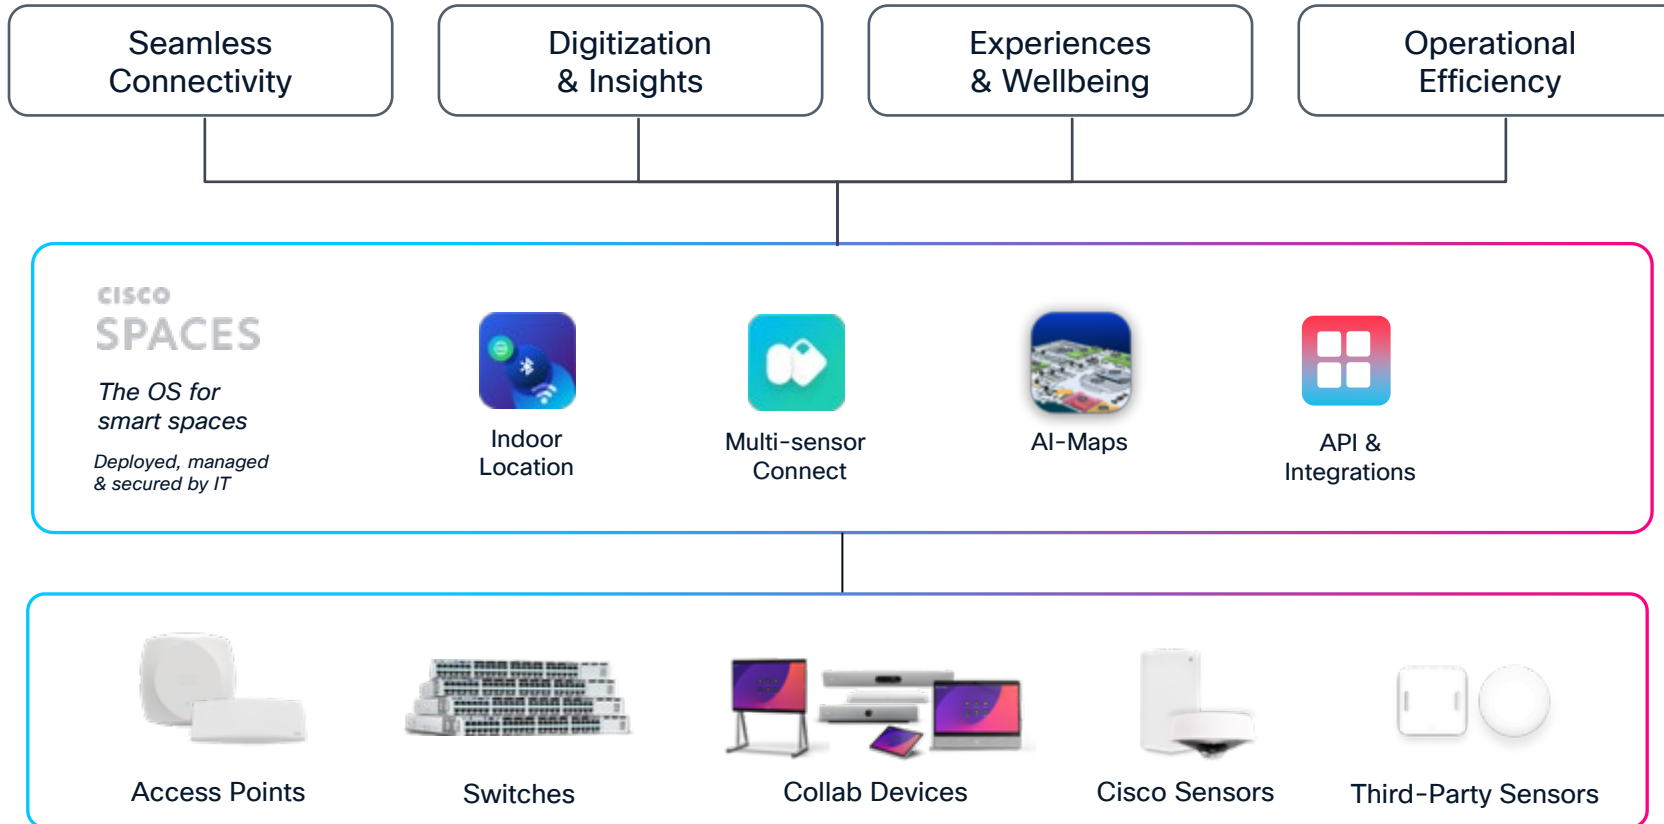 Seamless
Connectivity
Digitization
& Insights
Experiences
& Wellbeing
Operational
Efficiency
CISCO
SPACES
The OS for
smart spaces
Deployed, managed
& secured by IT
Indoor
Location
Multi-sensor
Connect
AI-Maps
API &
Integrations
Access Points
Switches
Collab Devices
Cisco Sensors
Third-Party Sensors